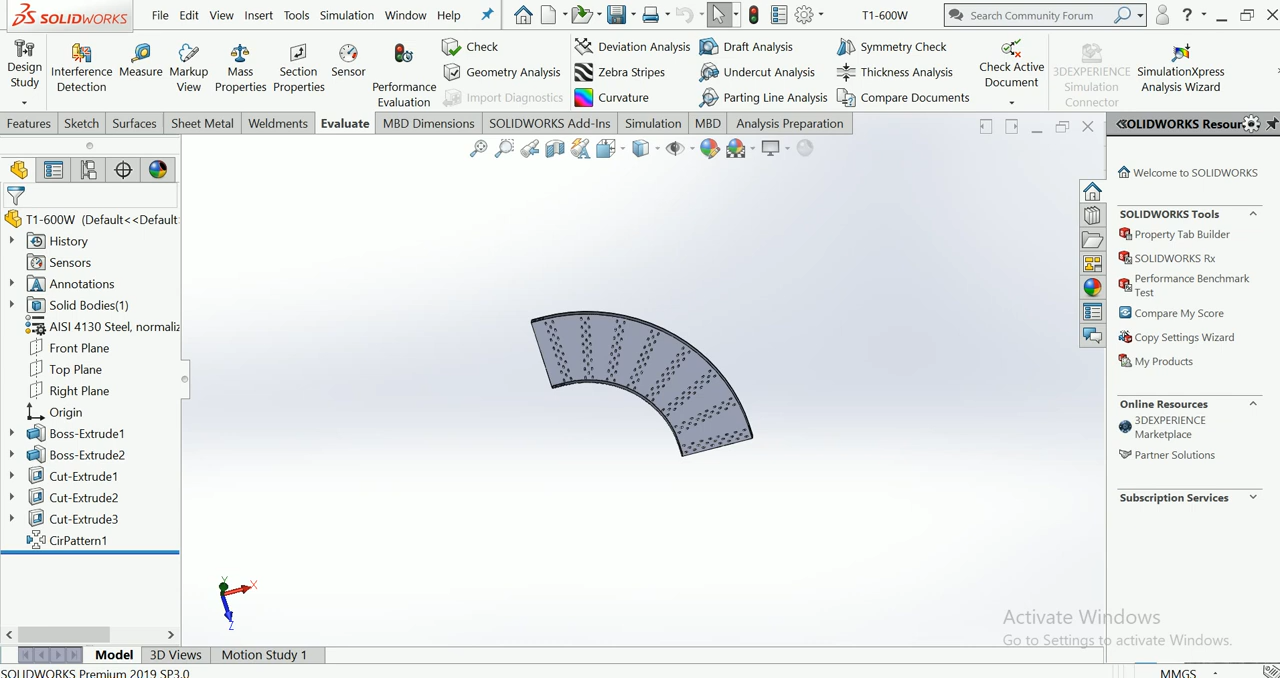 SOLIDWORKS File Edit View Insert Tools Simulation Window Help T1-600W Search Community Forum ?
Design Study
Interference Detection
Measure
Markup View
Mass Properties
Section Properties
Sensor
Performance Evaluation
Check
Geometry Analysis
Import Diagnostics
Deviation Analysis
Zebra Stripes
Curvature
Draft Analysis
Undercut Analysis
Parting Line Analysis
Symmetry Check
Thickness Analysis
Compare Documents
Check Active Document
3DEXPERIENCE Simulation Connector
SimulationXpress Analysis Wizard
Features Sketch Surfaces Sheet Metal Weldments Evaluate MBD Dimensions SOLIDWORKS Add-Ins Simulation MBD Analysis Preparation
T1-600W (Default<<Default
History
Sensors
Annotations
Solid Bodies(1)
AISI 4130 Steel, normaliz
Front Plane
Top Plane
Right Plane
Origin
Boss-Extrude1
Boss-Extrude2
Cut-Extrude1
Cut-Extrude2
Cut-Extrude3
CirPattern1
Y
X
Z
SOLIDWORKS Resour
Welcome to SOLIDWORKS
SOLIDWORKS Tools
Property Tab Builder
SOLIDWORKS Rx
Performance Benchmark
Test
Compare My Score
Copy Settings Wizard
My Products
Online Resources
3DEXPERIENCE
Marketplace
Partner Solutions
Subscription Services
Activate Windows
Go to Settings to activate Windows.
Model 3D Views Motion Study 1
SOLIDWORKS Premium 2019 SP3.0 MMGS